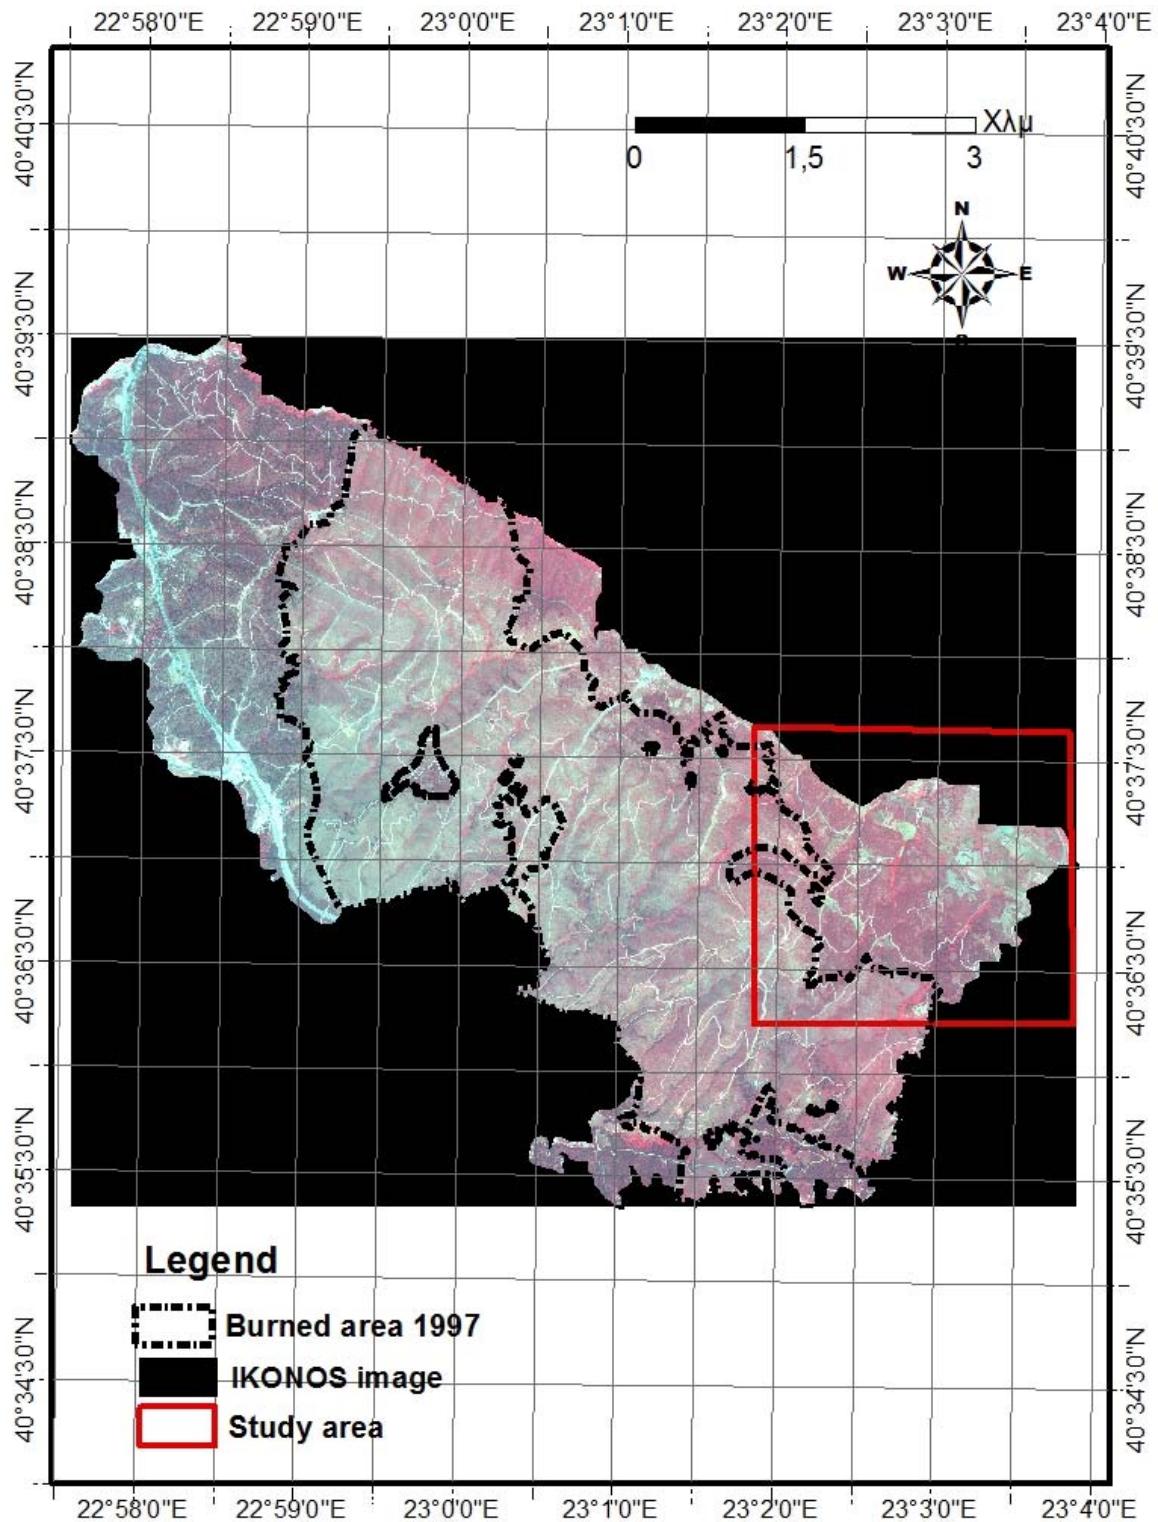 22°58'0"E 22°59'0"E 23°0'0"E 23°1'0"E 23°2'0"E 23°3'0"E 23°4'0"E
40°40'30"N
40°40'30"N
Χλμ
0 1,5 3
N
W E
40°39'30"N
40°39'30"N
40°38'30"N
40°38'30"N
40°37'30"N
40°37'30"N
40°36'30"N
40°36'30"N
40°35'30"N
40°35'30"N
Legend
Burned area 1997
IKONOS image
Study area
40°34'30"N
40°34'30"N
22°58'0"E 22°59'0"E 23°0'0"E 23°1'0"E 23°2'0"E 23°3'0"E 23°4'0"E